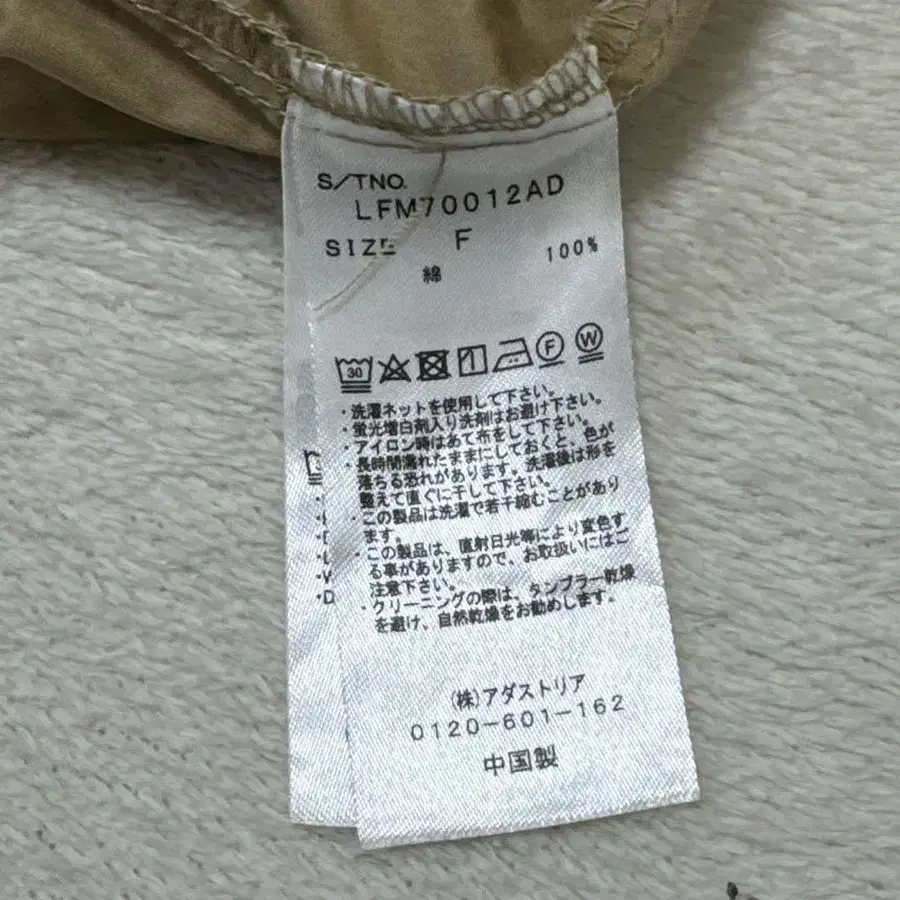 S/TNO.
LFM70012AD
SIZE F
綿 100%
30 F W
・洗濯ネットを使用して下さい。
・蛍光増白剤入り洗剤はお避け下さい。
・アイロン時はあて布をして下さい。
・長時間濡れたままにしておくと、色が
落ちる恐れがあります。洗濯後は形を
整えて直ぐに干して下さい。
・この製品は洗濯で若干縮むことがあり
ます。
・この製品は、直射日光等により変色す
る事がありますので、お取扱いにはご
注意下さい。
・クリーニングの際は、タンブラー乾燥
を避け、自然乾燥をお勧めします。
(株)アダストリア
0120-601-162
中国製